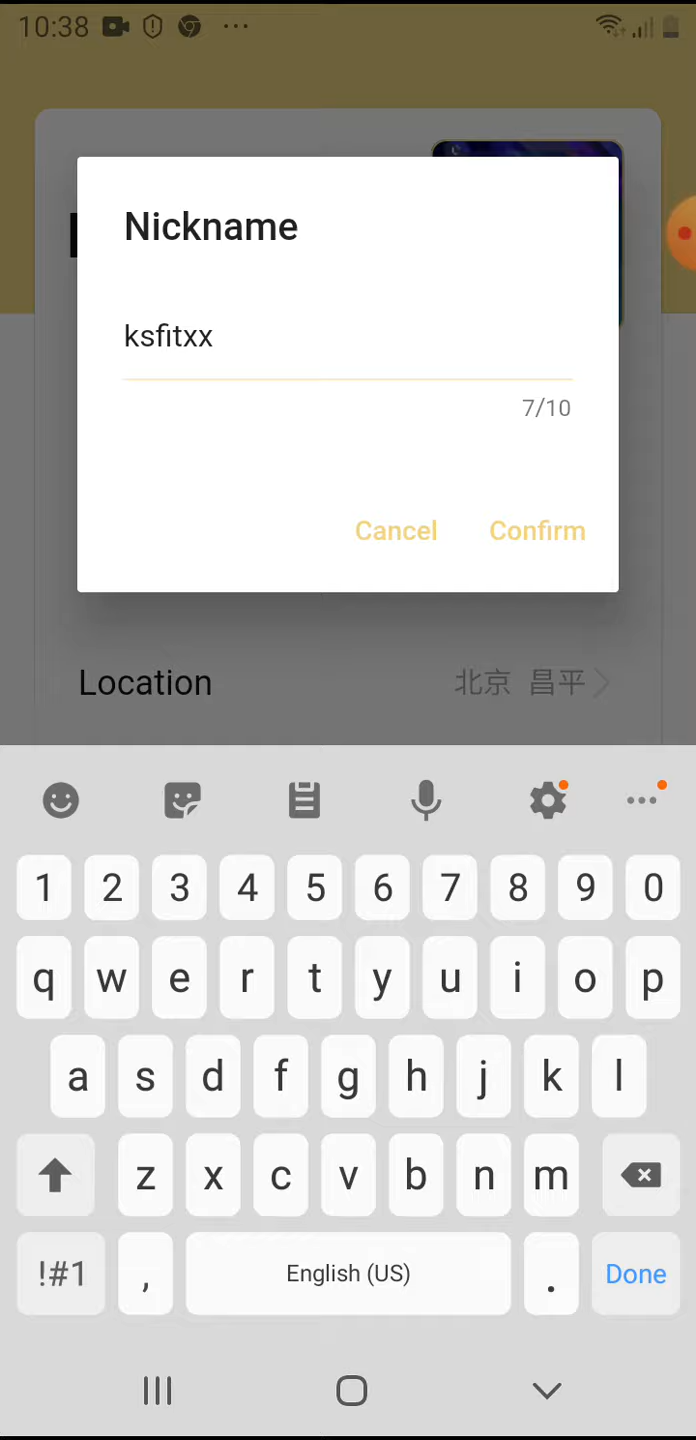 10:38
Nickname
ksfitxx
7/10
Cancel Confirm
Location 北京 昌平
1 2 3 4 5 6 7 8 9 0
q w e r t y u i o p
a s d f g h j k l
z x c v b n m
!#1 , English (US) . Done